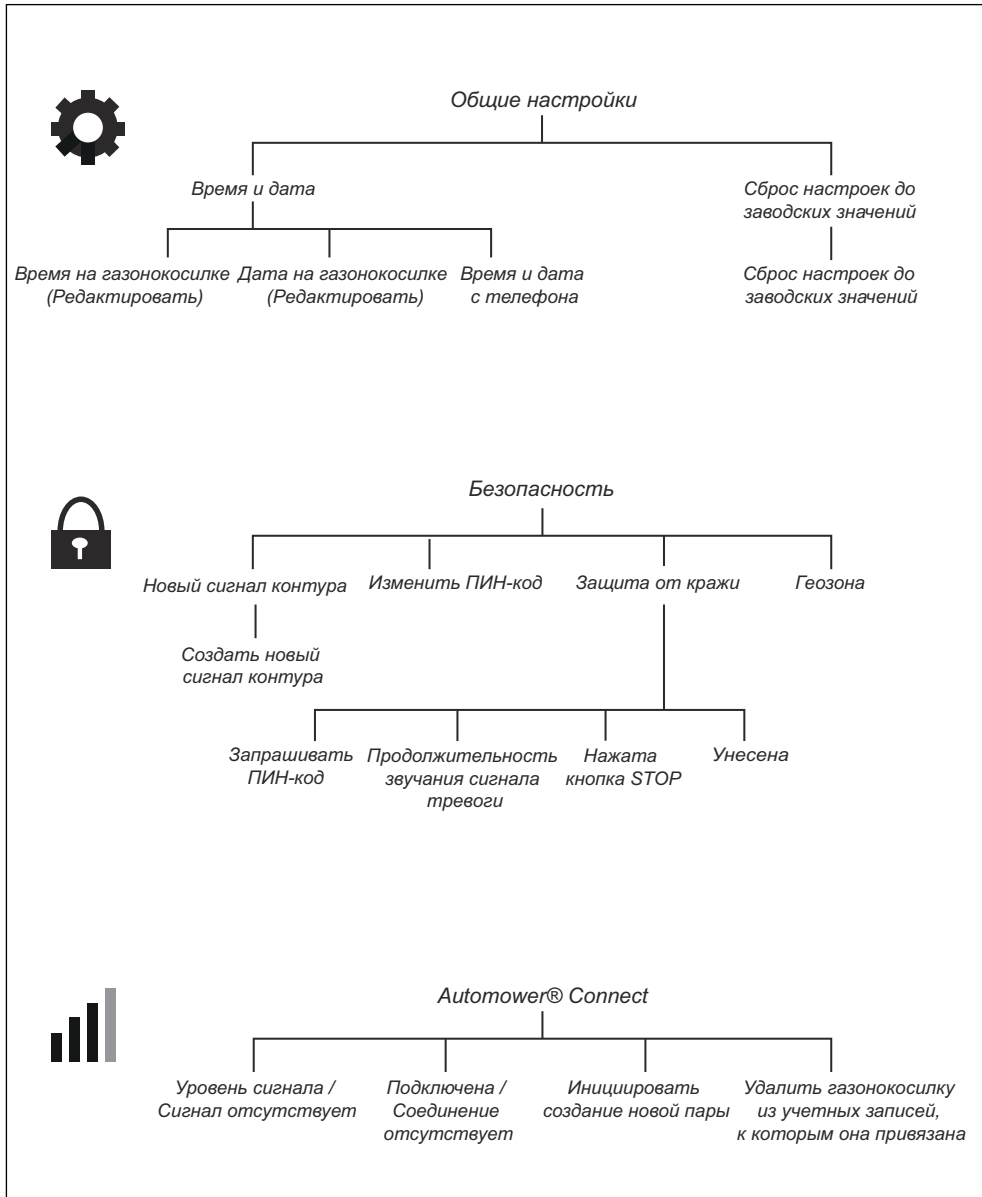 Общие настройки
Время и дата
Сброс настроек до
заводских значений
Время на газонокосилке
(Редактировать)
Дата на газонокосилке
(Редактировать)
Время и дата
с телефона
Сброс настроек до
заводских значений
Безопасность
Новый сигнал контура
Изменить ПИН-код
Защита от кражи
Геозона
Создать новый
сигнал контура
Запрашивать
ПИН-код
Продолжительность
звучания сигнала
тревоги
Нажата
кнопка STOP
Унесена
Automower® Connect
Уровень сигнала /
Сигнал отсутствует
Подключена /
Соединение
отсутствует
Инициировать
создание новой пары
Удалить газонокосилку
из учетных записей,
к которым она привязана